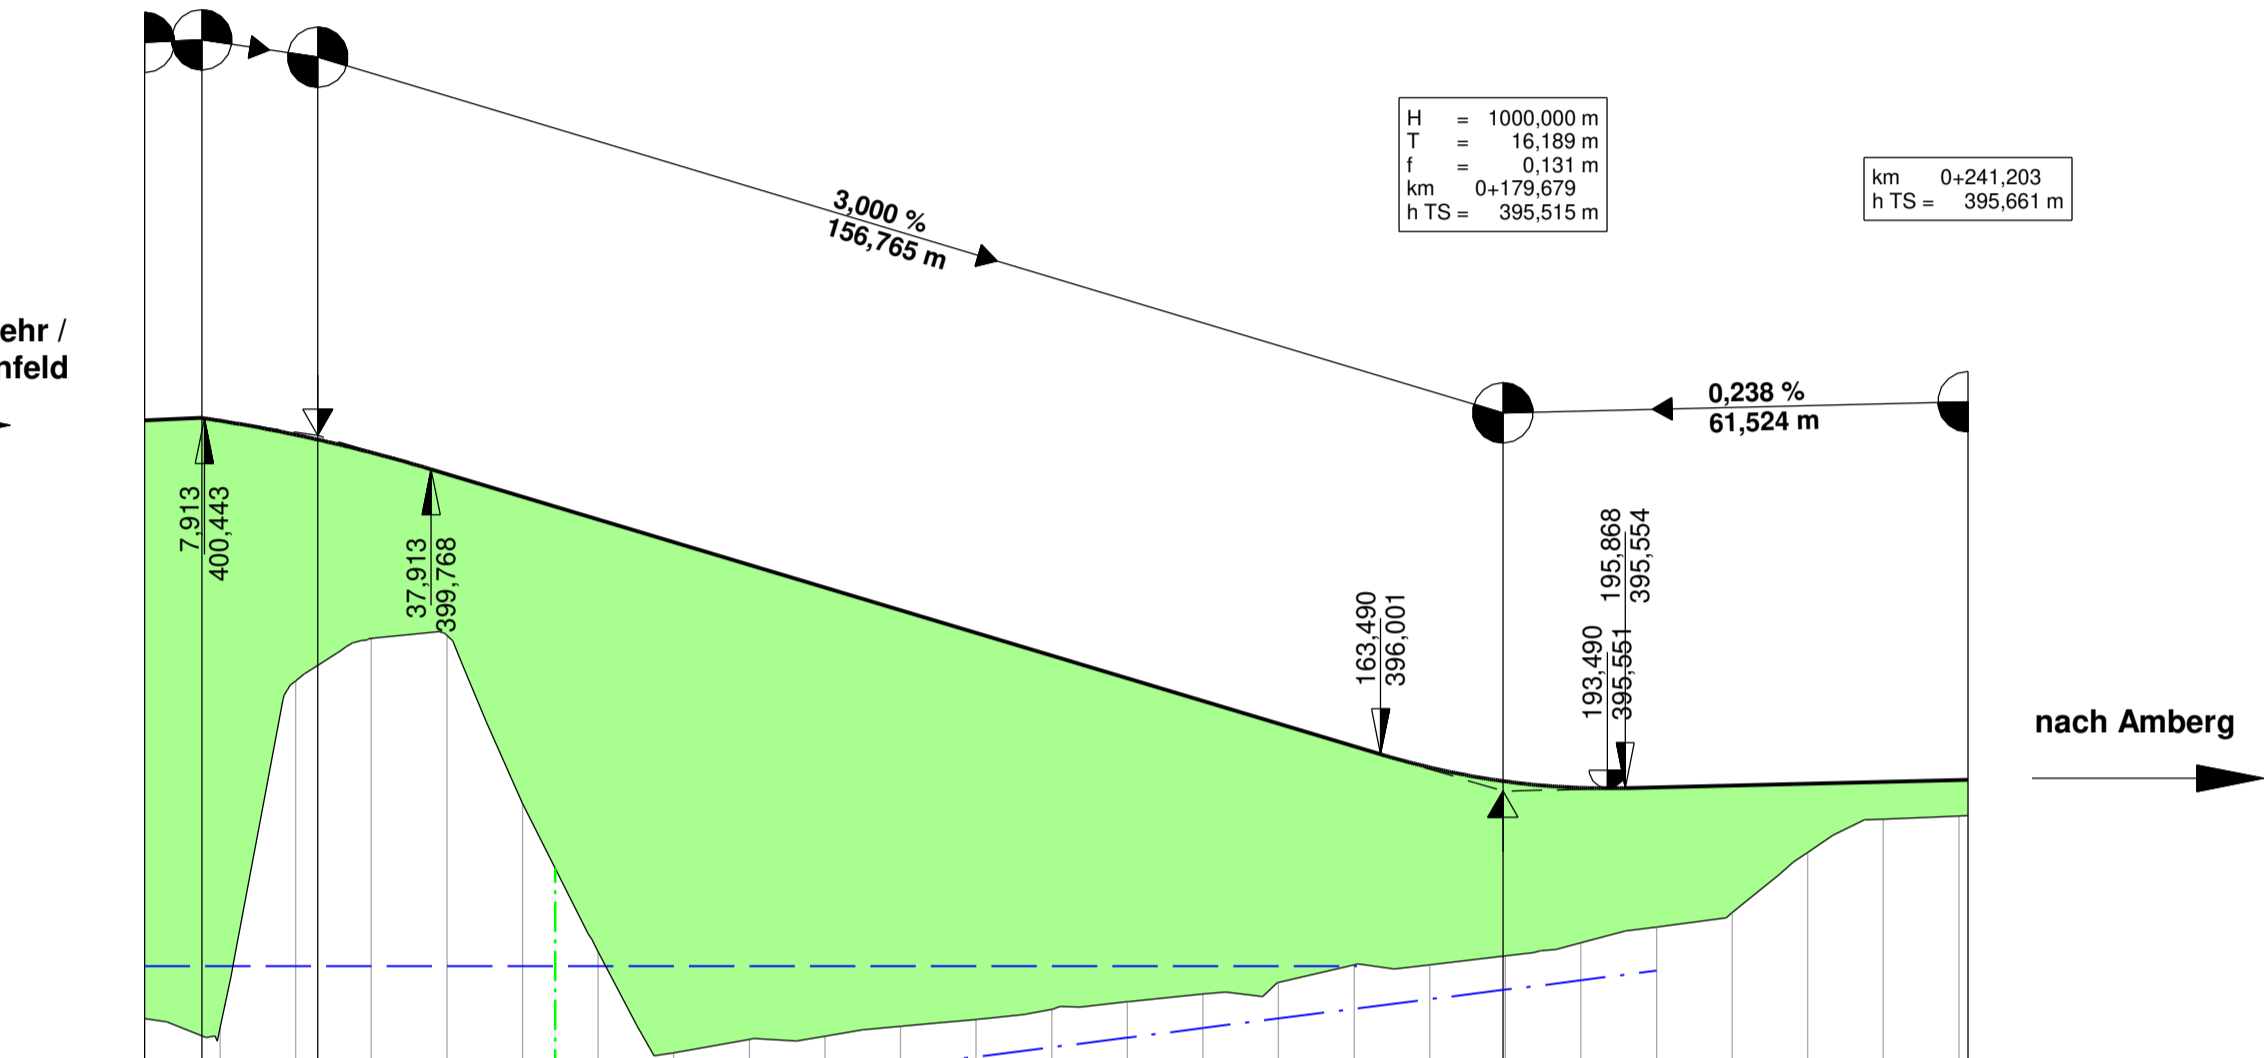 H = 1000,000 m
T = 16,189 m
f = 0,131 m
km 0+179,679
h TS = 395,515 m
km 0+241,203
h TS = 395,661 m
3,000 %
156,765 m
ehr /
nfeld
0,238 %
61,524 m
7,913
400,443
37,913
399,768
163,490
396,001
193,490
395,551
195,868
395,554
nach Amberg